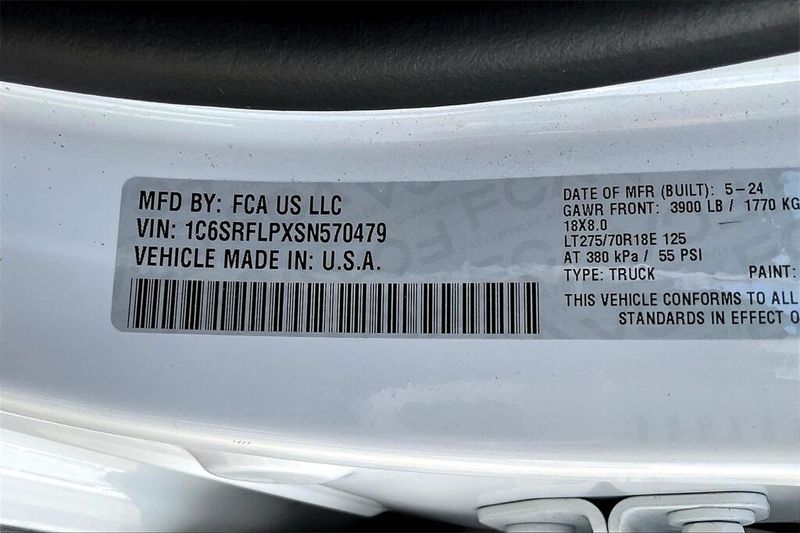 MFD BY: FCA US LLC
VIN: 1C6SRFLPXSN570479
VEHICLE MADE IN: U.S.A.
DATE OF MFR (BUILT): 5-24
GAWR FRONT: 3900 LB / 1770 KG
18X8.0
LT275/70R18E 125
AT 380 kPa / 55 PSI
TYPE: TRUCK PAINT:
THIS VEHICLE CONFORMS TO ALL
STANDARDS IN EFFECT O